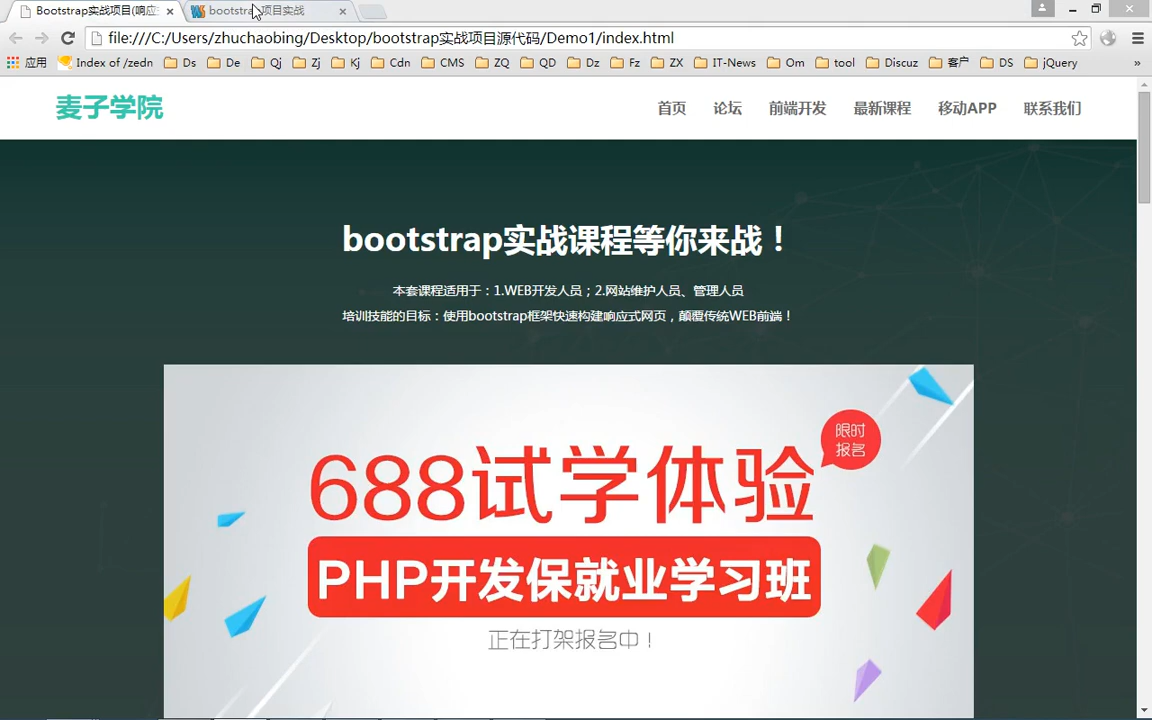 Bootstrap实战项目(响应
bootstrap项目实战
file:///C:/Users/zhuchaobing/Desktop/bootstrap实战项目源代码/Demo1/index.html
应用 Index of /zedn Ds De Qj Zj Kj Cdn CMS ZQ QD Dz Fz ZX IT-News Om tool Discuz 客户 DS jQuery »
麦子学院
首页 论坛 前端开发 最新课程 移动APP 联系我们
bootstrap实战课程等你来战！
本套课程适用于：1.WEB开发人员；2.网站维护人员、管理人员
培训技能的目标：使用bootstrap框架快速构建响应式网页，颠覆传统WEB前端！
限时
报名
688试学体验
PHP开发保就业学习班
正在打架报名中！